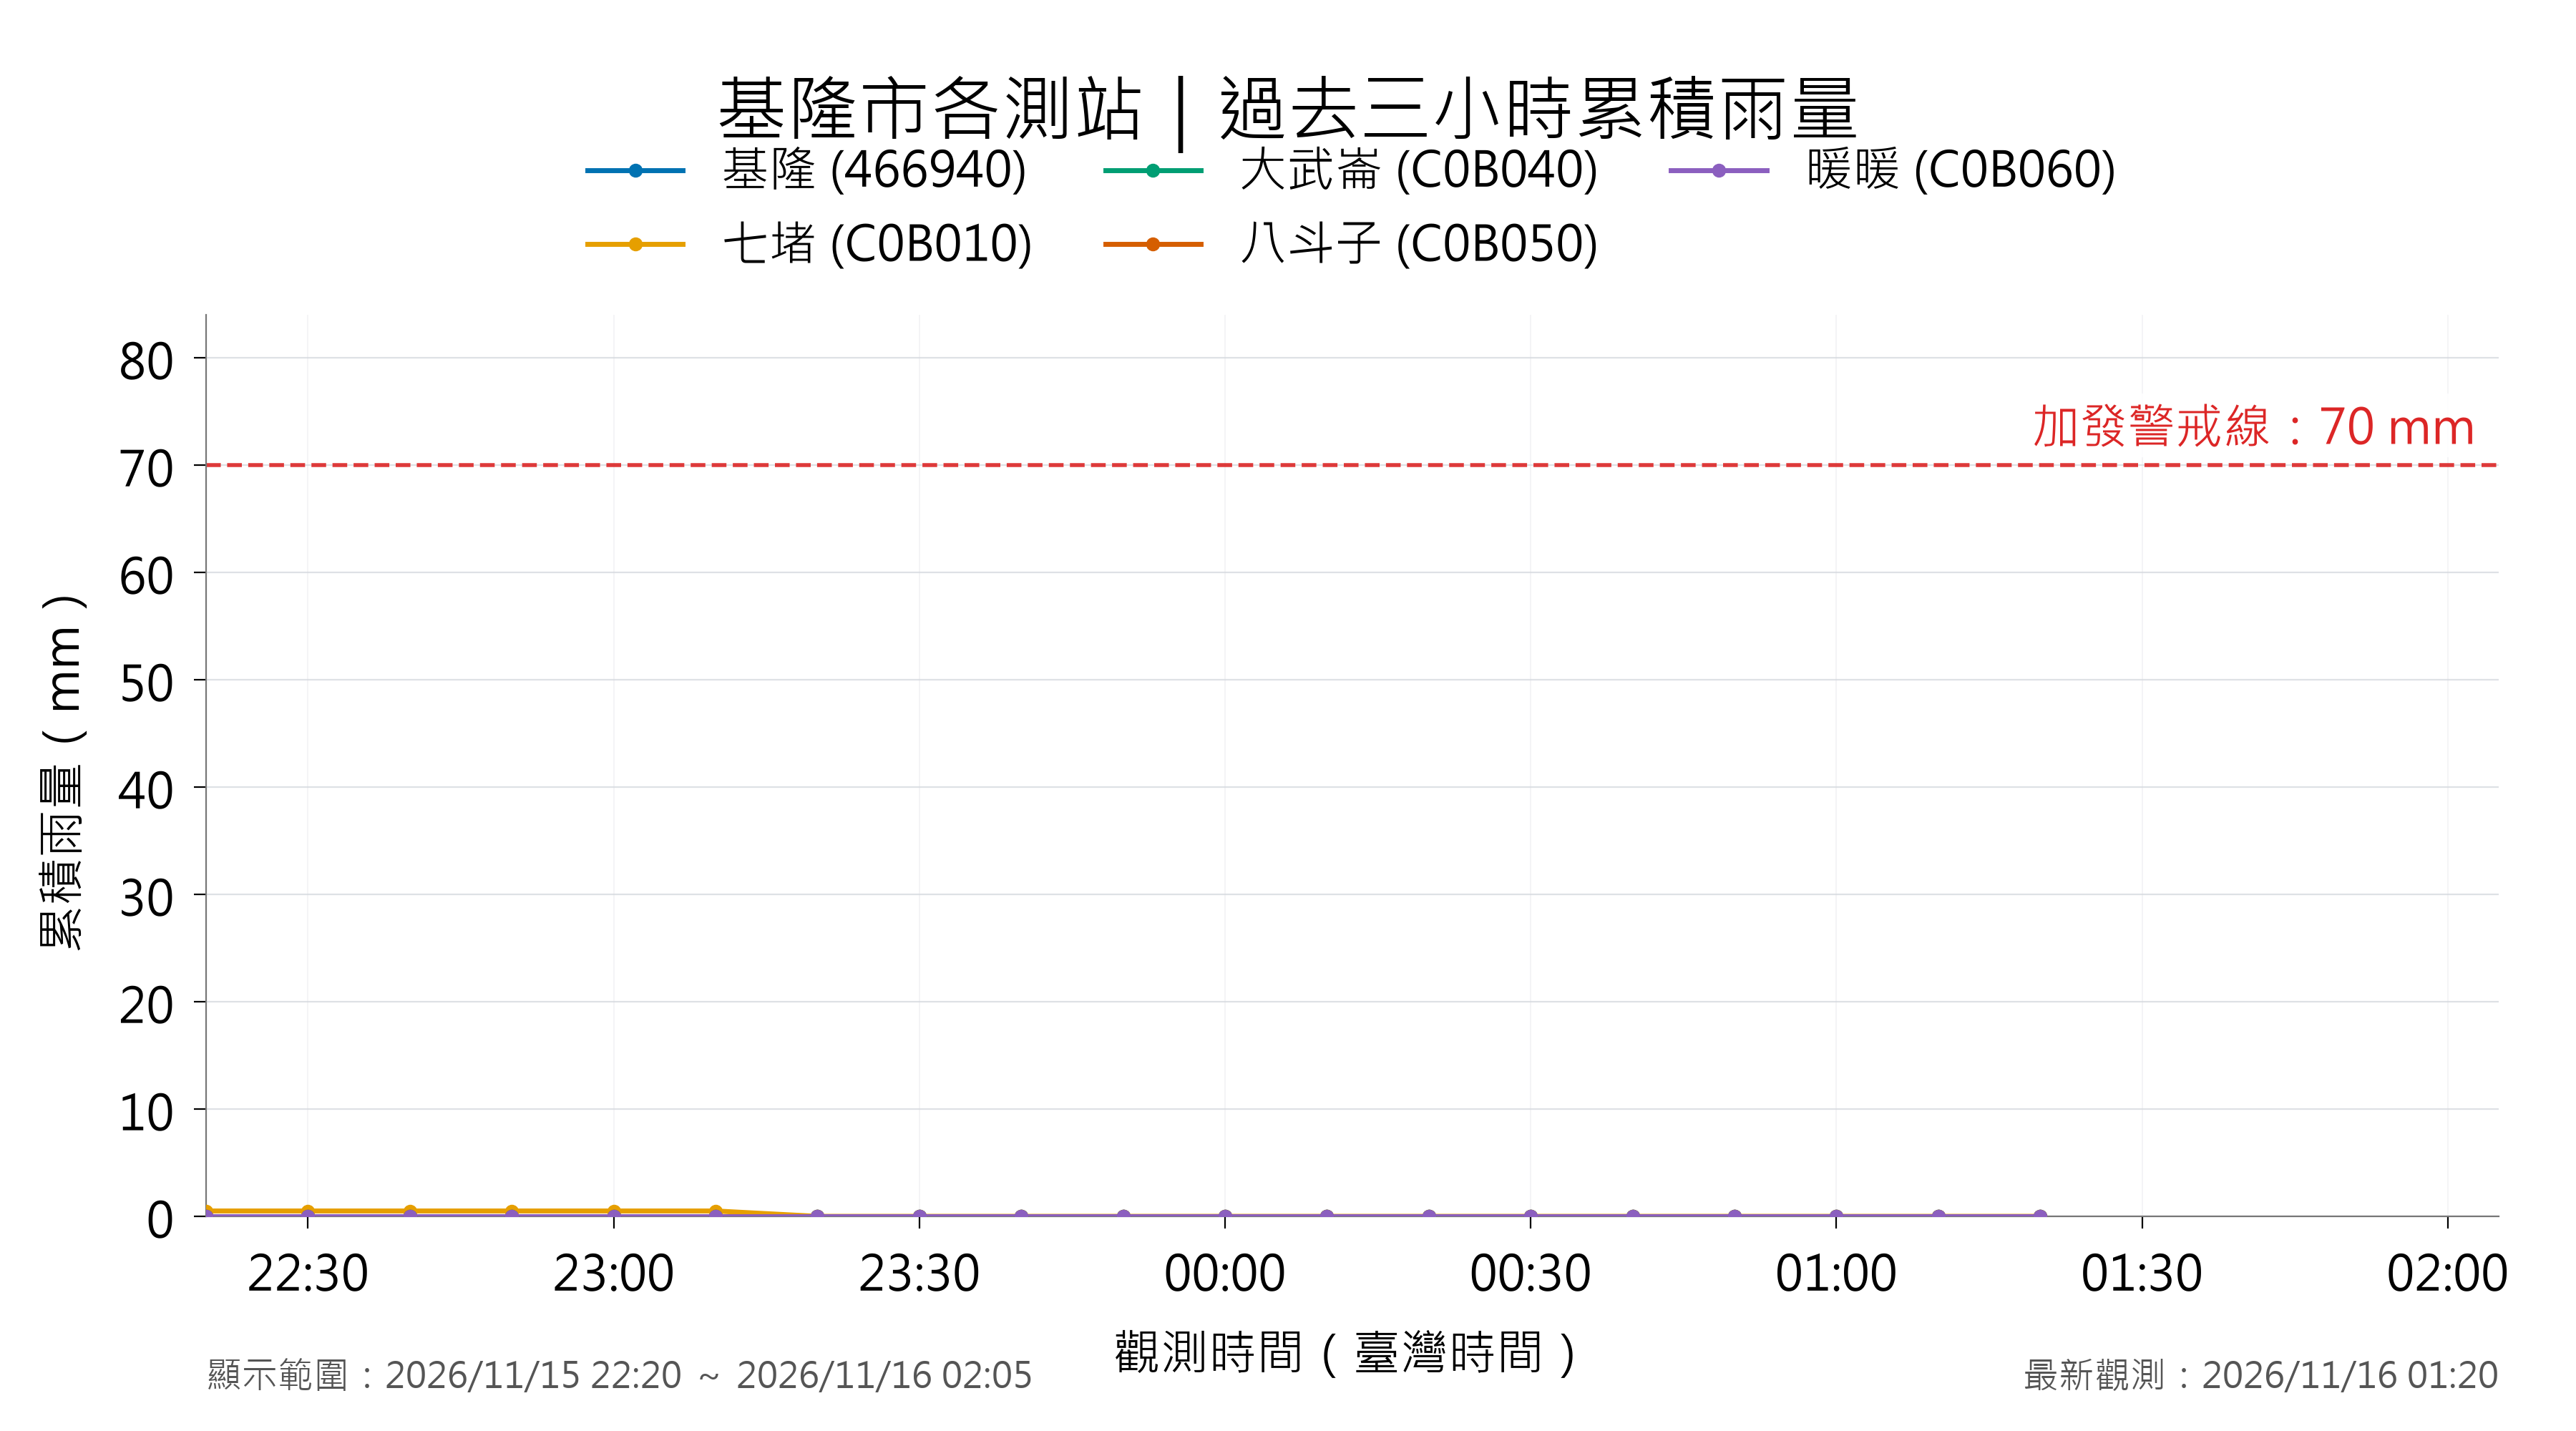 基隆市各測站｜過去三小時累積雨量
基隆 (466940)
大武崙 (C0B040)
暖暖 (C0B060)
七堵 (C0B010)
八斗子 (C0B050)
累積雨量（mm）
80
70
60
50
40
30
20
10
0
加發警戒線：70 mm
22:30
23:00
23:30
00:00
00:30
01:00
01:30
02:00
觀測時間（臺灣時間）
顯示範圍：2026/11/15 22:20 ~ 2026/11/16 02:05
最新觀測：2026/11/16 01:20